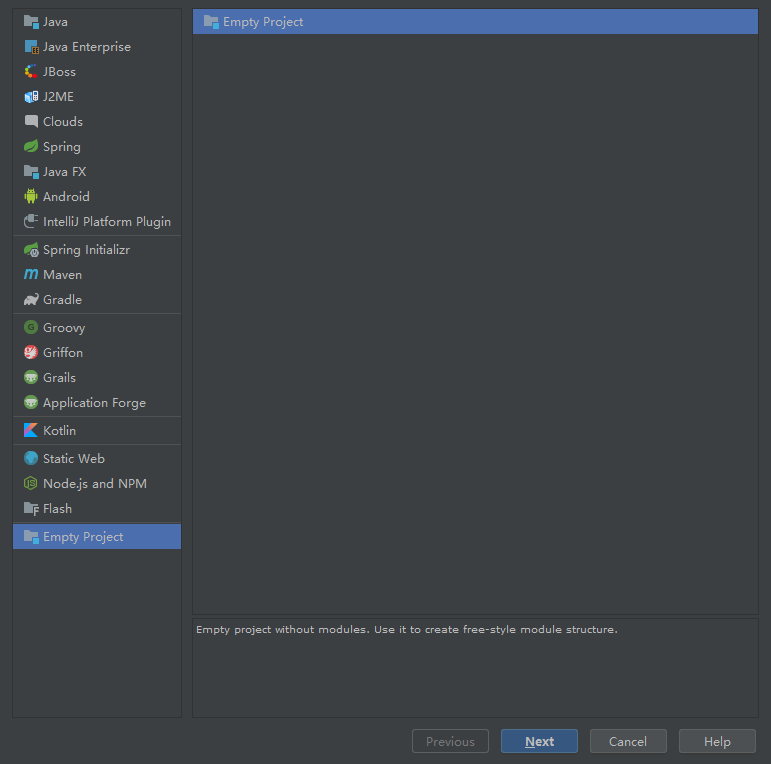 Java
Java Enterprise
JBoss
J2ME
Clouds
Spring
Java FX
Android
IntelliJ Platform Plugin
Spring Initializr
Maven
Gradle
Groovy
Griffon
Grails
Application Forge
Kotlin
Static Web
Node.js and NPM
Flash
Empty Project
Empty Project
Empty project without modules. Use it to create free-style module structure.
Previous
Next
Cancel
Help